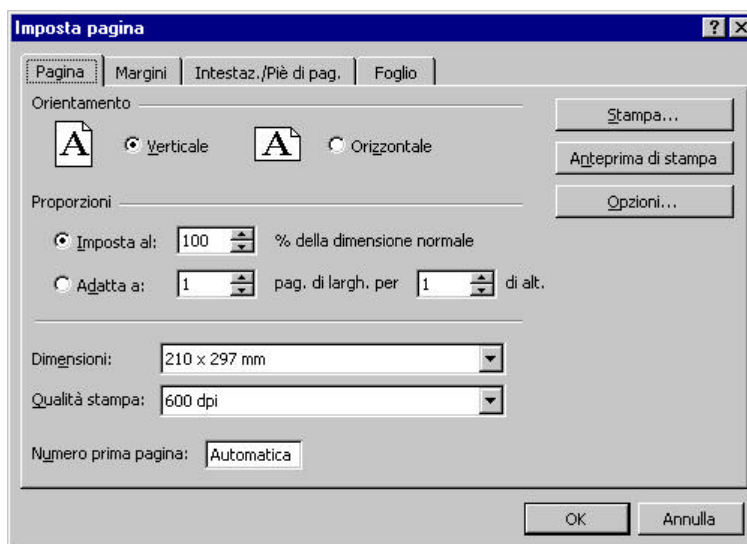 Imposta pagina
Pagina Margini Intestaz./Piè di pag. Foglio
Orientamento
Stampa...
A Verticale A Orizzontale
Anteprima di stampa
Proporzioni
Opzioni...
Imposta al: 100 % della dimensione normale
Adatta a: 1 pag. di largh. per 1 di alt.
Dimensioni: 210 x 297 mm
Qualità stampa: 600 dpi
Numero prima pagina: Automatica
OK Annulla